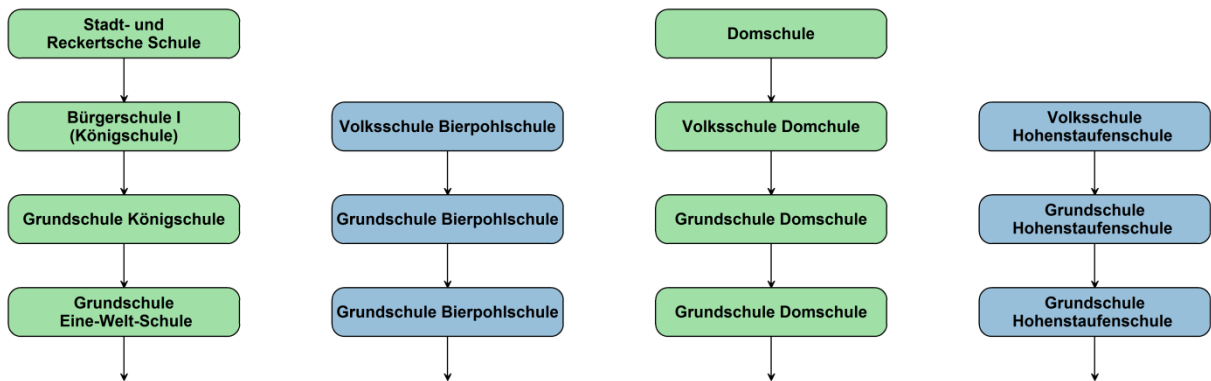 Stadt- und
Reckertsche Schule
Domschule
Bürgerschule I
(Königschule)
Volksschule Bierpohlschule
Volksschule Domchule
Volksschule
Hohenstaufenschule
Grundschule Königschule
Grundschule Bierpohlschule
Grundschule Domschule
Grundschule
Hohenstaufenschule
Grundschule
Eine-Welt-Schule
Grundschule Bierpohlschule
Grundschule Domschule
Grundschule
Hohenstaufenschule